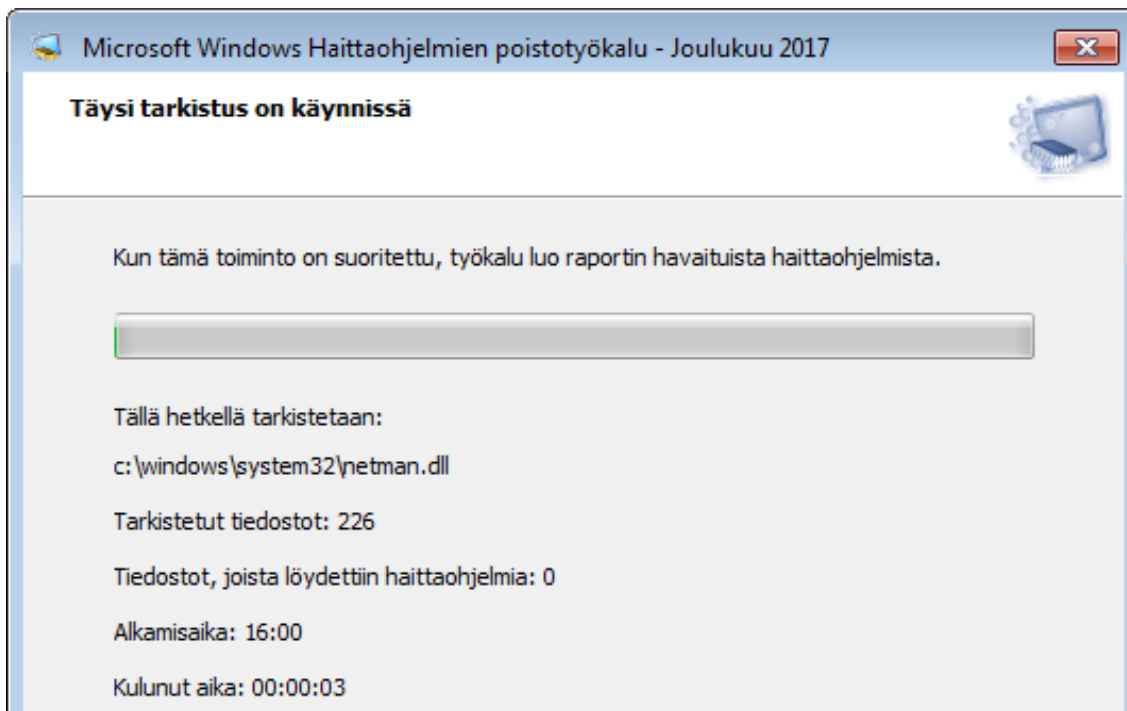 Microsoft Windows Haittaohjelmien poistotyökalu - Joulukuu 2017
Täysi tarkistus on käynnissä
Kun tämä toiminto on suoritettu, työkalu luo raportin havaituista haittaohjelmista.
Tällä hetkellä tarkistetaan:
c:\windows\system32\netman.dll
Tarkistetut tiedostot: 226
Tiedostot, joista löydettiin haittaohjelmia: 0
Alkamisaika: 16:00
Kulunut aika: 00:00:03